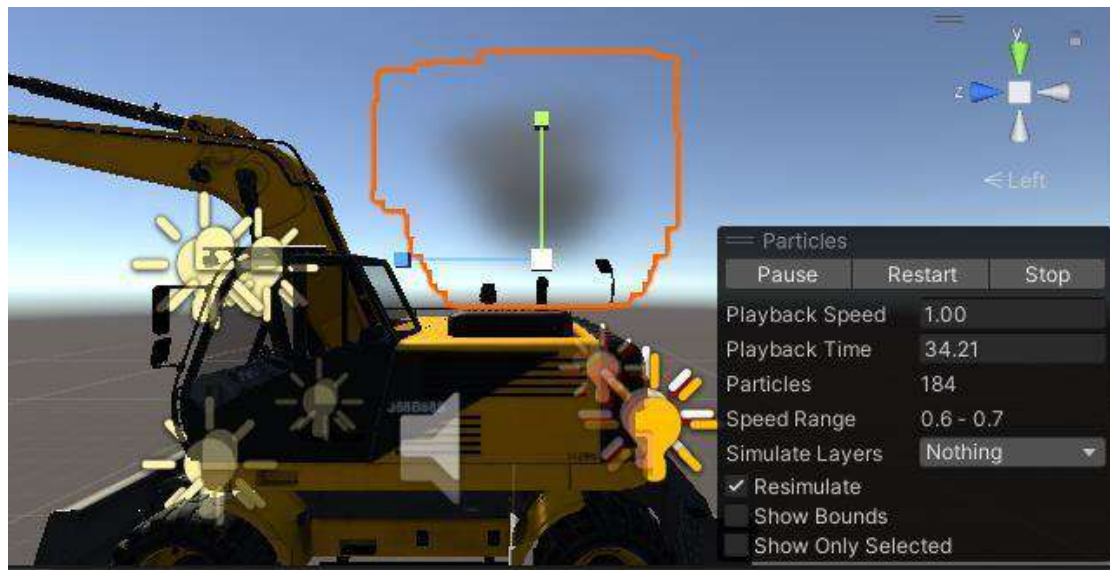 y
z
< Left
Particles
Pause Restart Stop
Playback Speed 1.00
Playback Time 34.21
Particles 184
Speed Range 0.6 - 0.7
Simulate Layers Nothing
Resimulate
Show Bounds
Show Only Selected